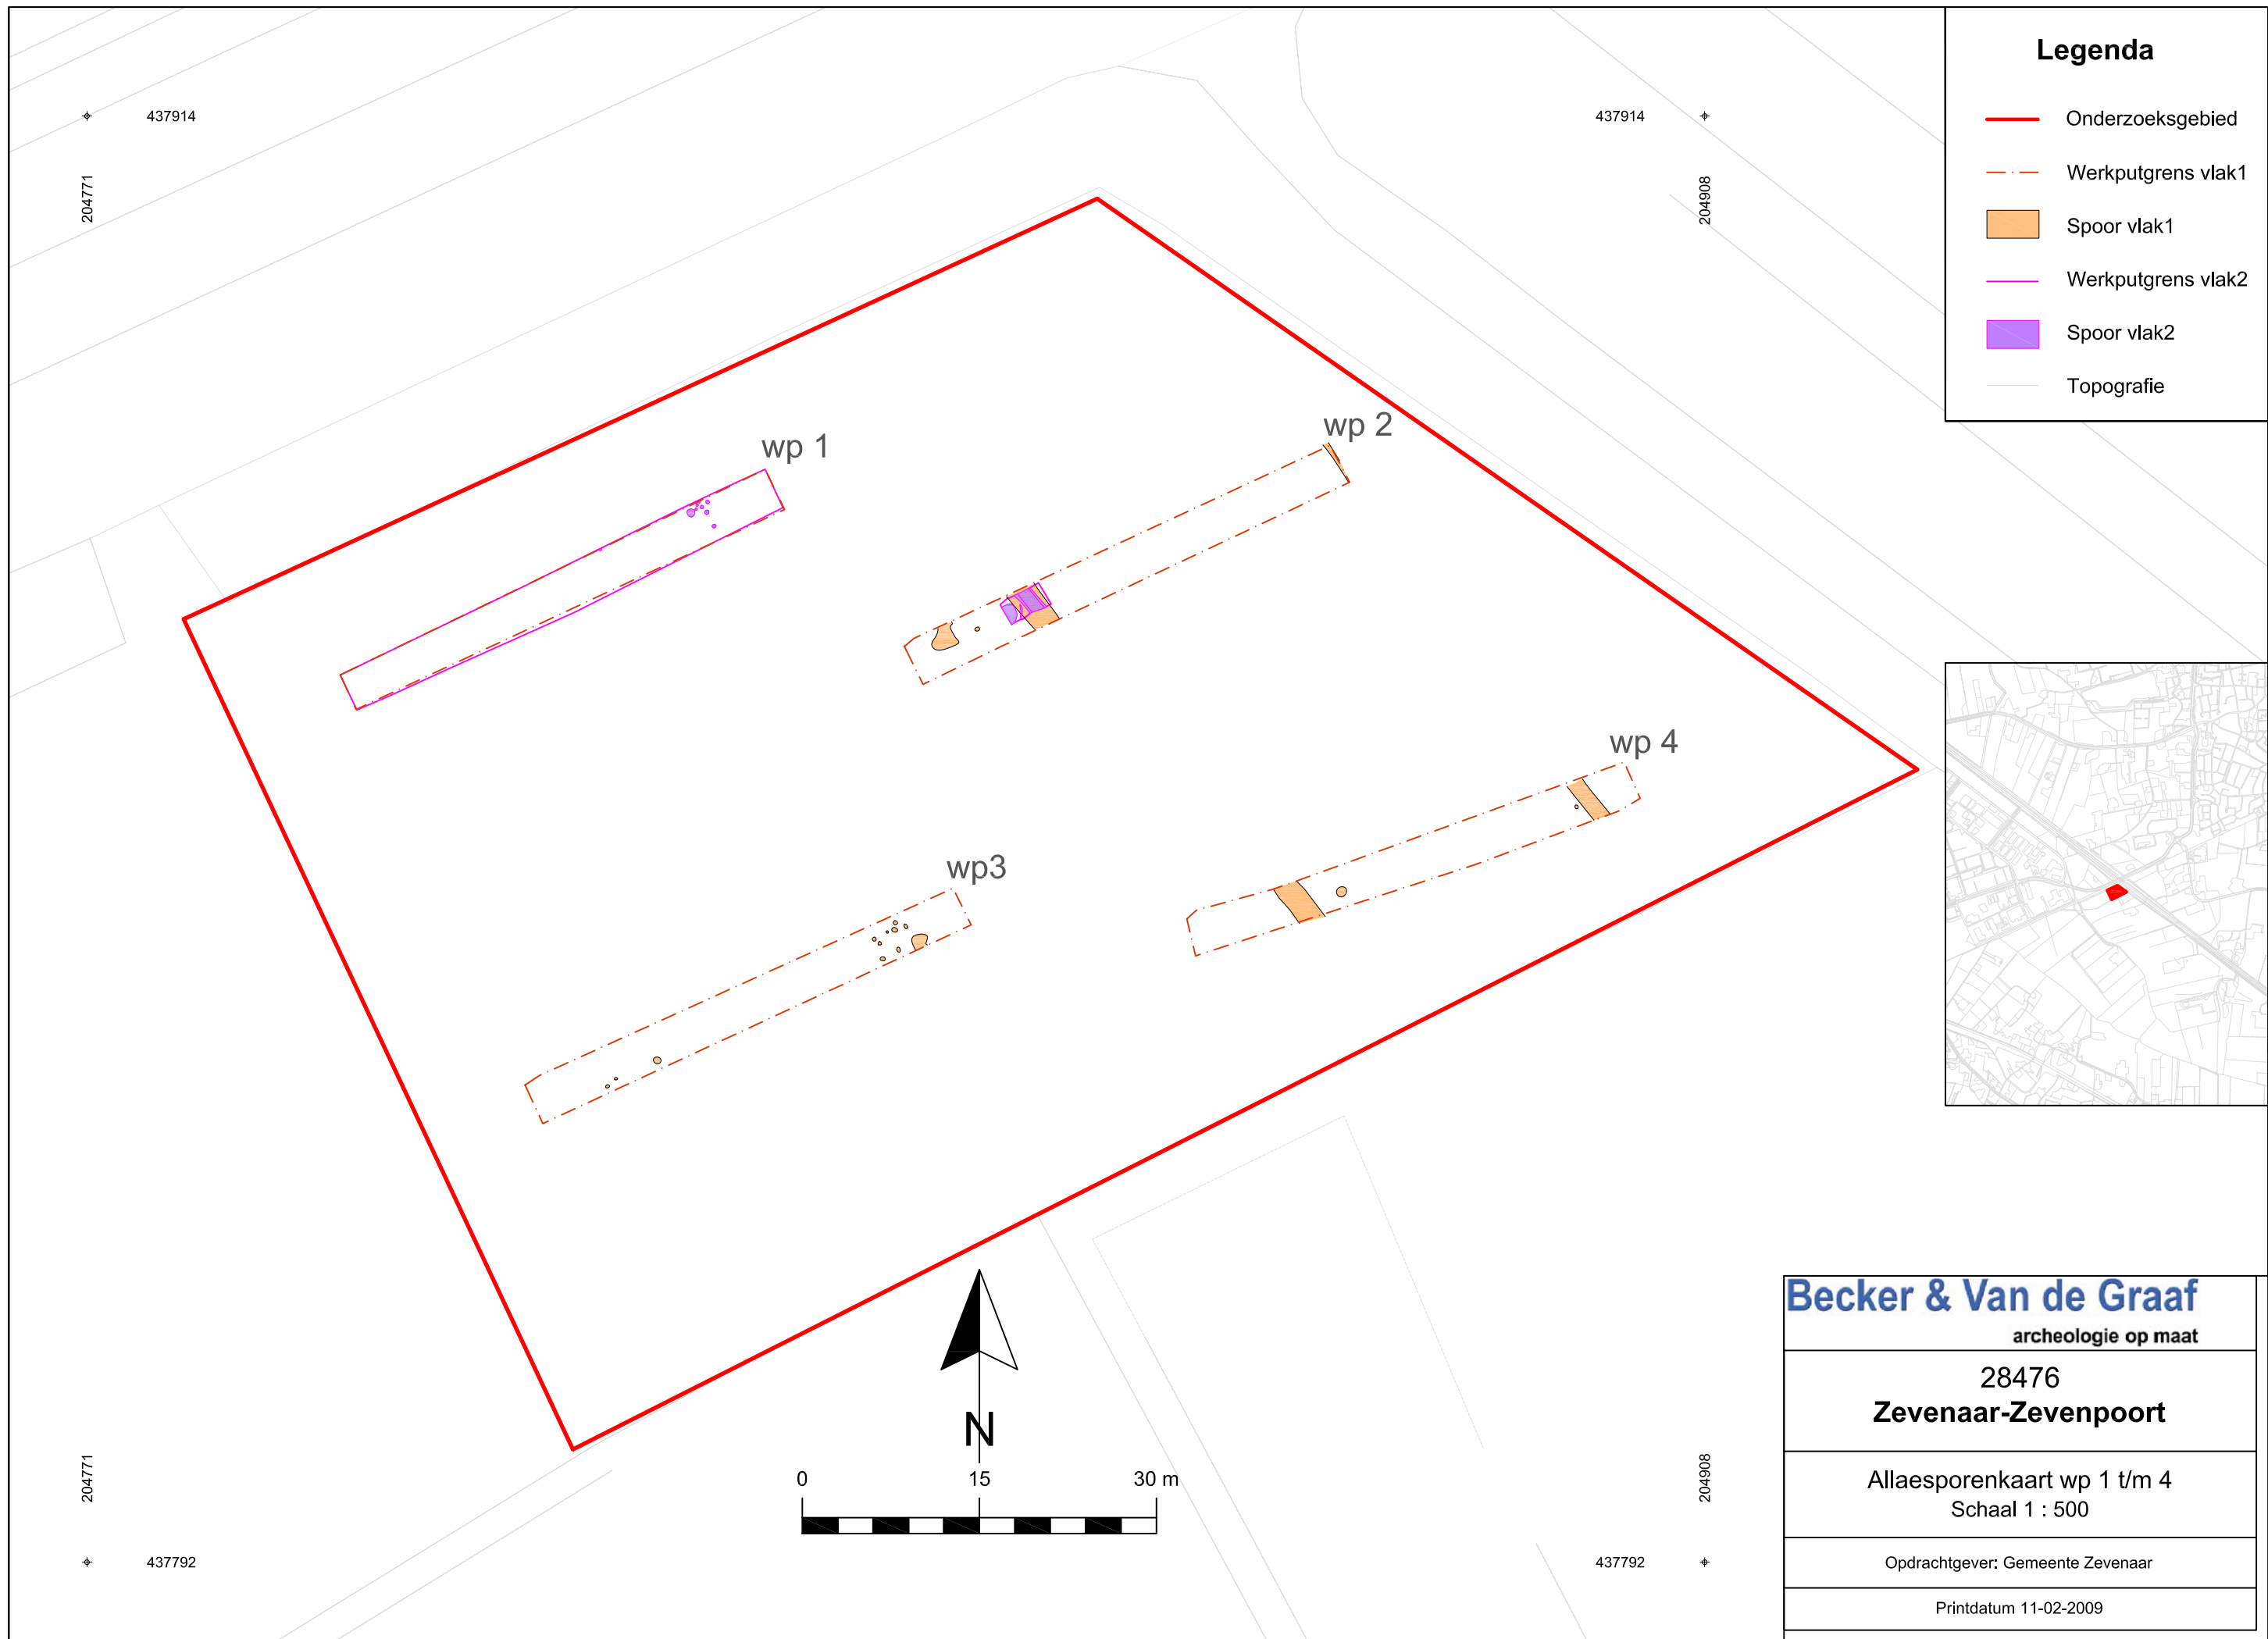 Legenda
Onderzoeksgebied
Werkputgrens vlak1
Spoor vlak1
Werkputgrens vlak2
Spoor vlak2
Topografie
437914
437914
204771
204908
wp 1
wp 2
wp 4
wp3
N
0 15 30 m
204771
204908
437792
437792
Becker & Van de Graaf
archeologie op maat
28476
Zevenaar-Zevenpoort
Allaesporenkaart wp 1 t/m 4
Schaal 1 : 500
Opdrachtgever: Gemeente Zevenaar
Printdatum 11-02-2009